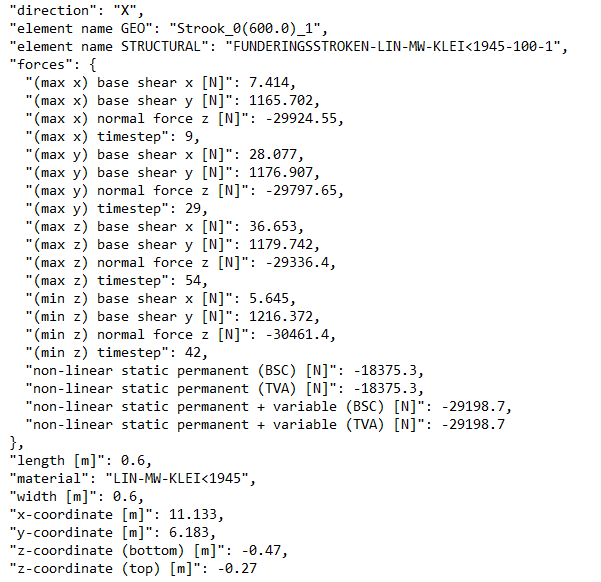 "direction": "X",
"element name GEO": "Strook_0(600.0)_1",
"element name STRUCTURAL": "FUNDERINGSSTROKEN-LIN-MW-KLEI<1945-100-1",
"forces": {
"(max x) base shear x [N]": 7.414,
"(max x) base shear y [N]": 1165.702,
"(max x) normal force z [N]": -29924.55,
"(max x) timestep": 9,
"(max y) base shear x [N]": 28.077,
"(max y) base shear y [N]": 1176.907,
"(max y) normal force z [N]": -29797.65,
"(max y) timestep": 29,
"(max z) base shear x [N]": 36.653,
"(max z) base shear y [N]": 1179.742,
"(max z) normal force z [N]": -29336.4,
"(max z) timestep": 54,
"(min z) base shear x [N]": 5.645,
"(min z) base shear y [N]": 1216.372,
"(min z) normal force z [N]": -30461.4,
"(min z) timestep": 42,
"non-linear static permanent (BSC) [N]": -18375.3,
"non-linear static permanent (TVA) [N]": -18375.3,
"non-linear static permanent + variable (BSC) [N]": -29198.7,
"non-linear static permanent + variable (TVA) [N]": -29198.7
},
"length [m]": 0.6,
"material": "LIN-MW-KLEI<1945",
"width [m]": 0.6,
"x-coordinate [m]": 11.133,
"y-coordinate [m]": 6.183,
"z-coordinate (bottom) [m]": -0.47,
"z-coordinate (top) [m]": -0.27